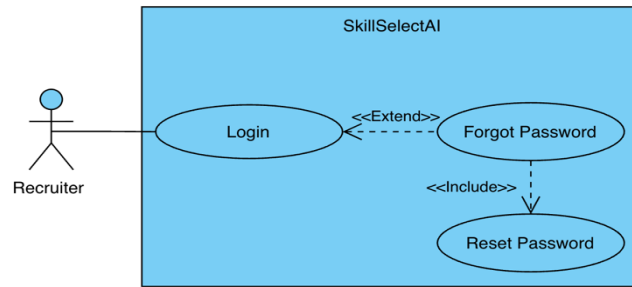 SkillSelectAI
<<Extend>>
Login
Forgot Password
<<Include>>
Recruiter
Reset Password